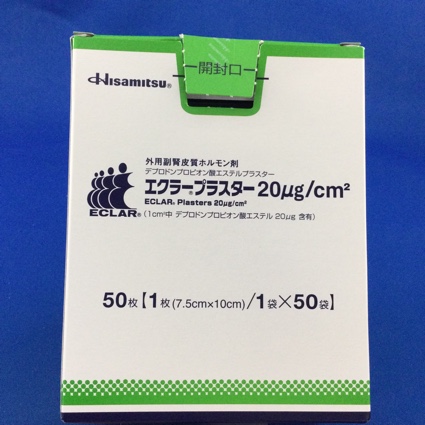 開封口
Hisamitsu®
外用副腎皮質ホルモン剤
デプロドンプロピオン酸エステルプラスター
エクラー®プラスター 20μg/cm²
ECLAR® Plasters 20μg/cm²
ECLAR®
(1cm²中 デプロドンプロピオン酸エステル 20μg 含有)
50枚【1枚(7.5cm×10cm)/1袋×50袋】